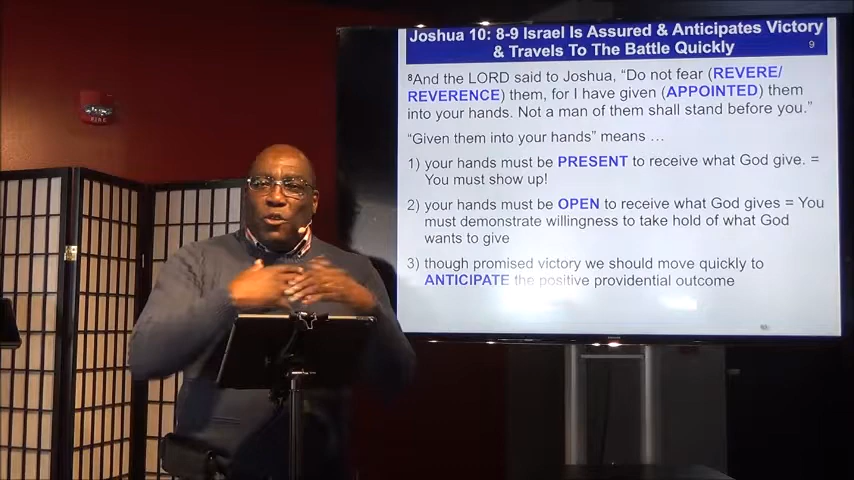 Joshua 10: 8-9 Israel Is Assured & Anticipates Victory
& Travels To The Battle Quickly
9
8And the LORD said to Joshua, "Do not fear (REVERE/
REVERENCE) them, for I have given (APPOINTED) them
into your hands. Not a man of them shall stand before you."
"Given them into your hands" means …
1) your hands must be PRESENT to receive what God give. =
You must show up!
2) your hands must be OPEN to receive what God gives = You
must demonstrate willingness to take hold of what God
wants to give
3) though promised victory we should move quickly to
ANTICIPATE the positive providential outcome
FIRE